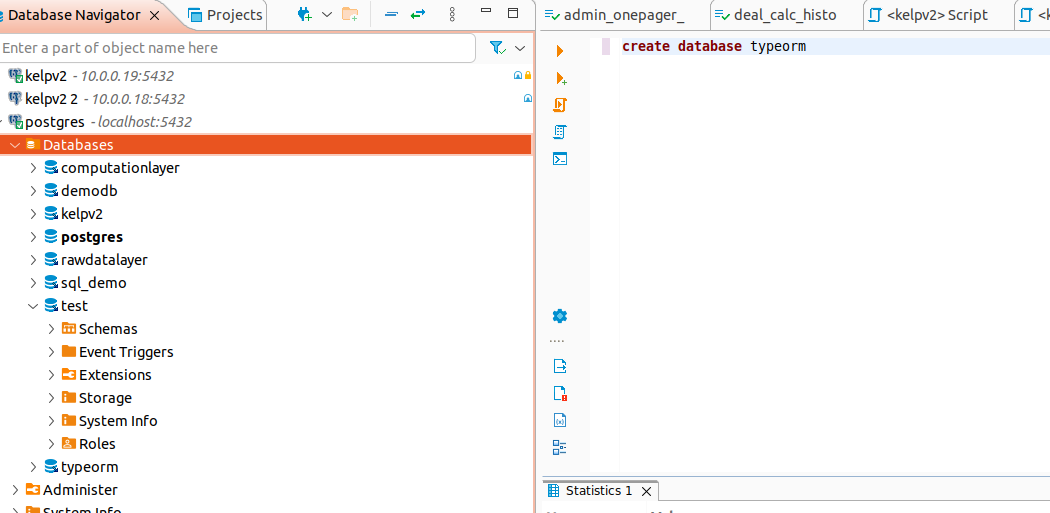 Database Navigator
Projects
Enter a part of object name here
kelpv2 - 10.0.0.19:5432
kelpv2 2 - 10.0.0.18:5432
postgres - localhost:5432
Databases
computationlayer
demodb
kelpv2
postgres
rawdatalayer
sql_demo
test
Schemas
Event Triggers
Extensions
Storage
System Info
Roles
typeorm
Administer
System Info
admin_onepager_
deal_calc_histo
<kelpv2> Script
<k
create database typeorm
Statistics 1